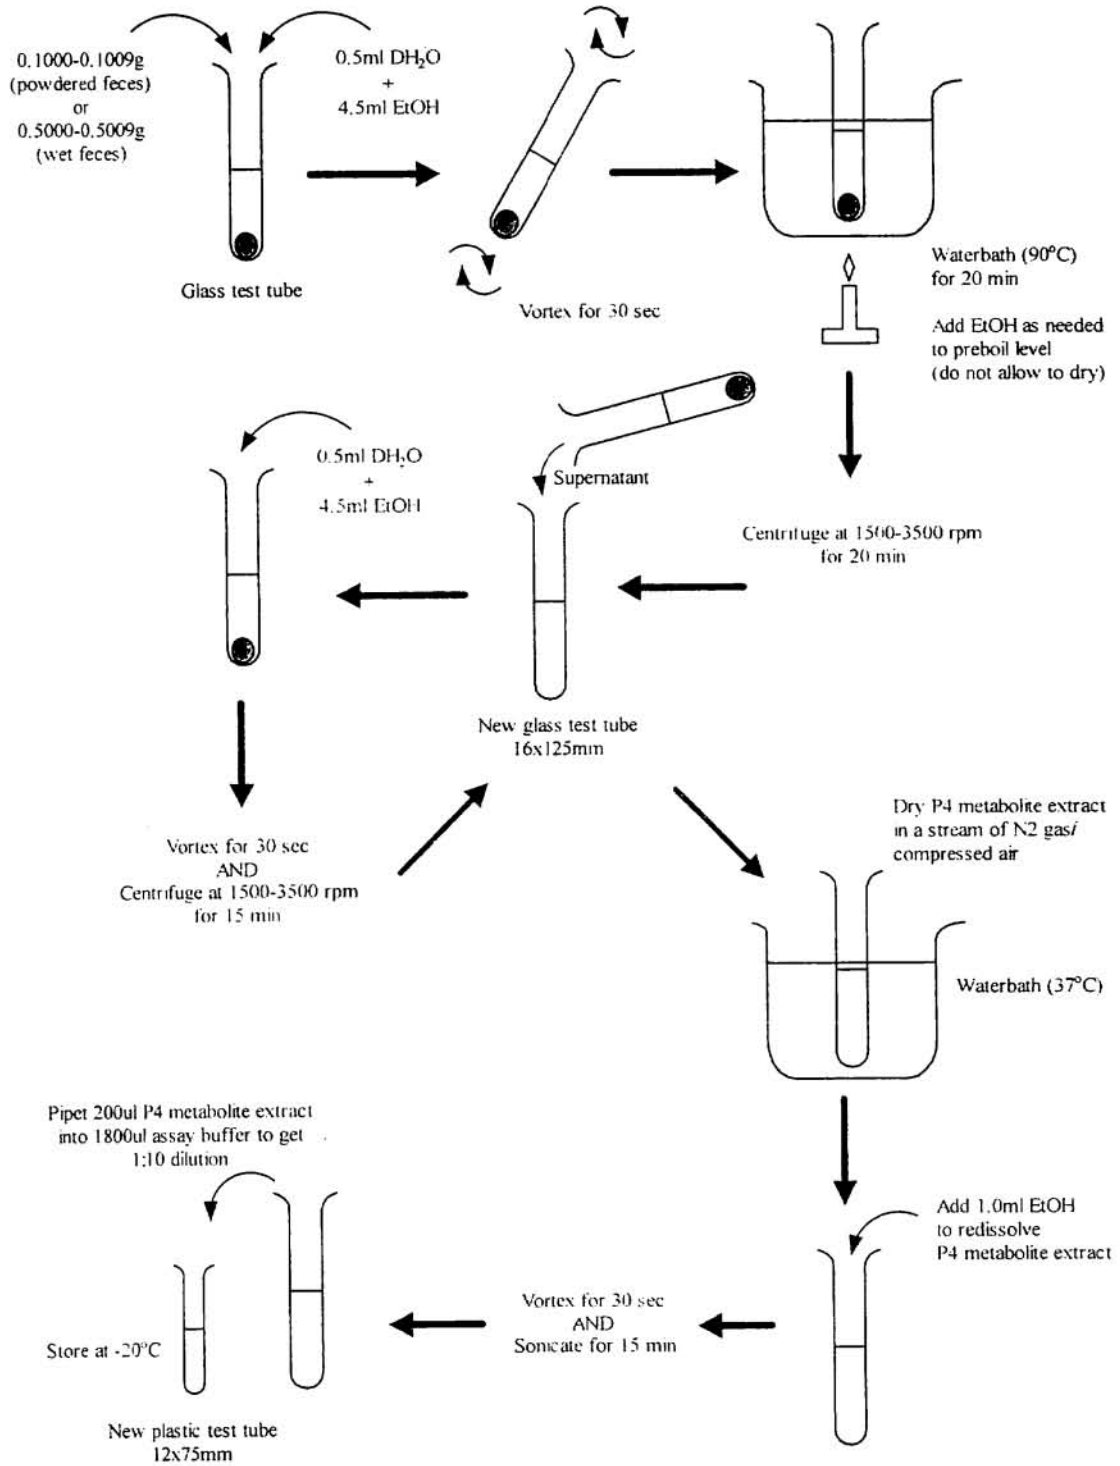 0.1000-0.1009g
(powdered feces)
or
0.5000-0.5009g
(wet feces)
0.5ml DH2O
+
4.5ml EtOH
Glass test tube
Vortex for 30 sec
Waterbath (90°C)
for 20 min
Add EtOH as needed
to preboil level
(do not allow to dry)
Centrifuge at 1500-3500 rpm
for 20 min
Supernatant
New glass test tube
16x125mm
0.5ml DH2O
+
4.5ml EtOH
Vortex for 30 sec
AND
Centrifuge at 1500-3500 rpm
for 15 min
Dry P4 metabolite extract
in a stream of N2 gas/
compressed air
Waterbath (37°C)
Add 1.0ml EtOH
to redissolve
P4 metabolite extract
Vortex for 30 sec
AND
Sonicate for 15 min
Pipet 200ul P4 metabolite extract
into 1800ul assay buffer to get
1:10 dilution
Store at -20°C
New plastic test tube
12x75mm